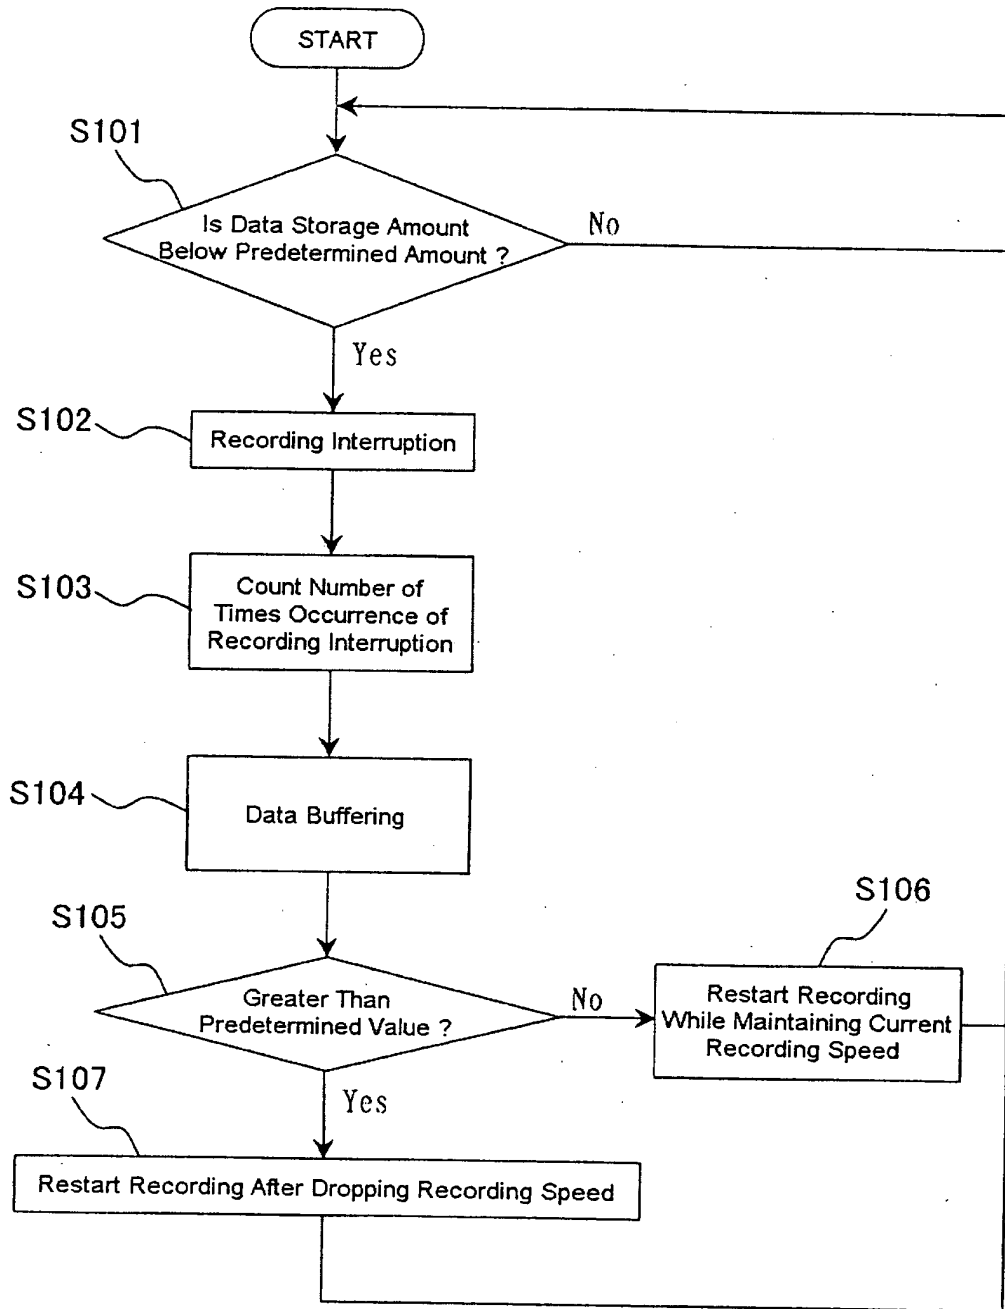 START
S101
Is Data Storage Amount
Below Predetermined Amount ?
No
Yes
S102
Recording Interruption
S103
Count Number of
Times Occurrence of
Recording Interruption
S104
Data Buffering
S105
Greater Than
Predetermined Value ?
No
S106
Restart Recording
While Maintaining Current
Recording Speed
Yes
S107
Restart Recording After Dropping Recording Speed